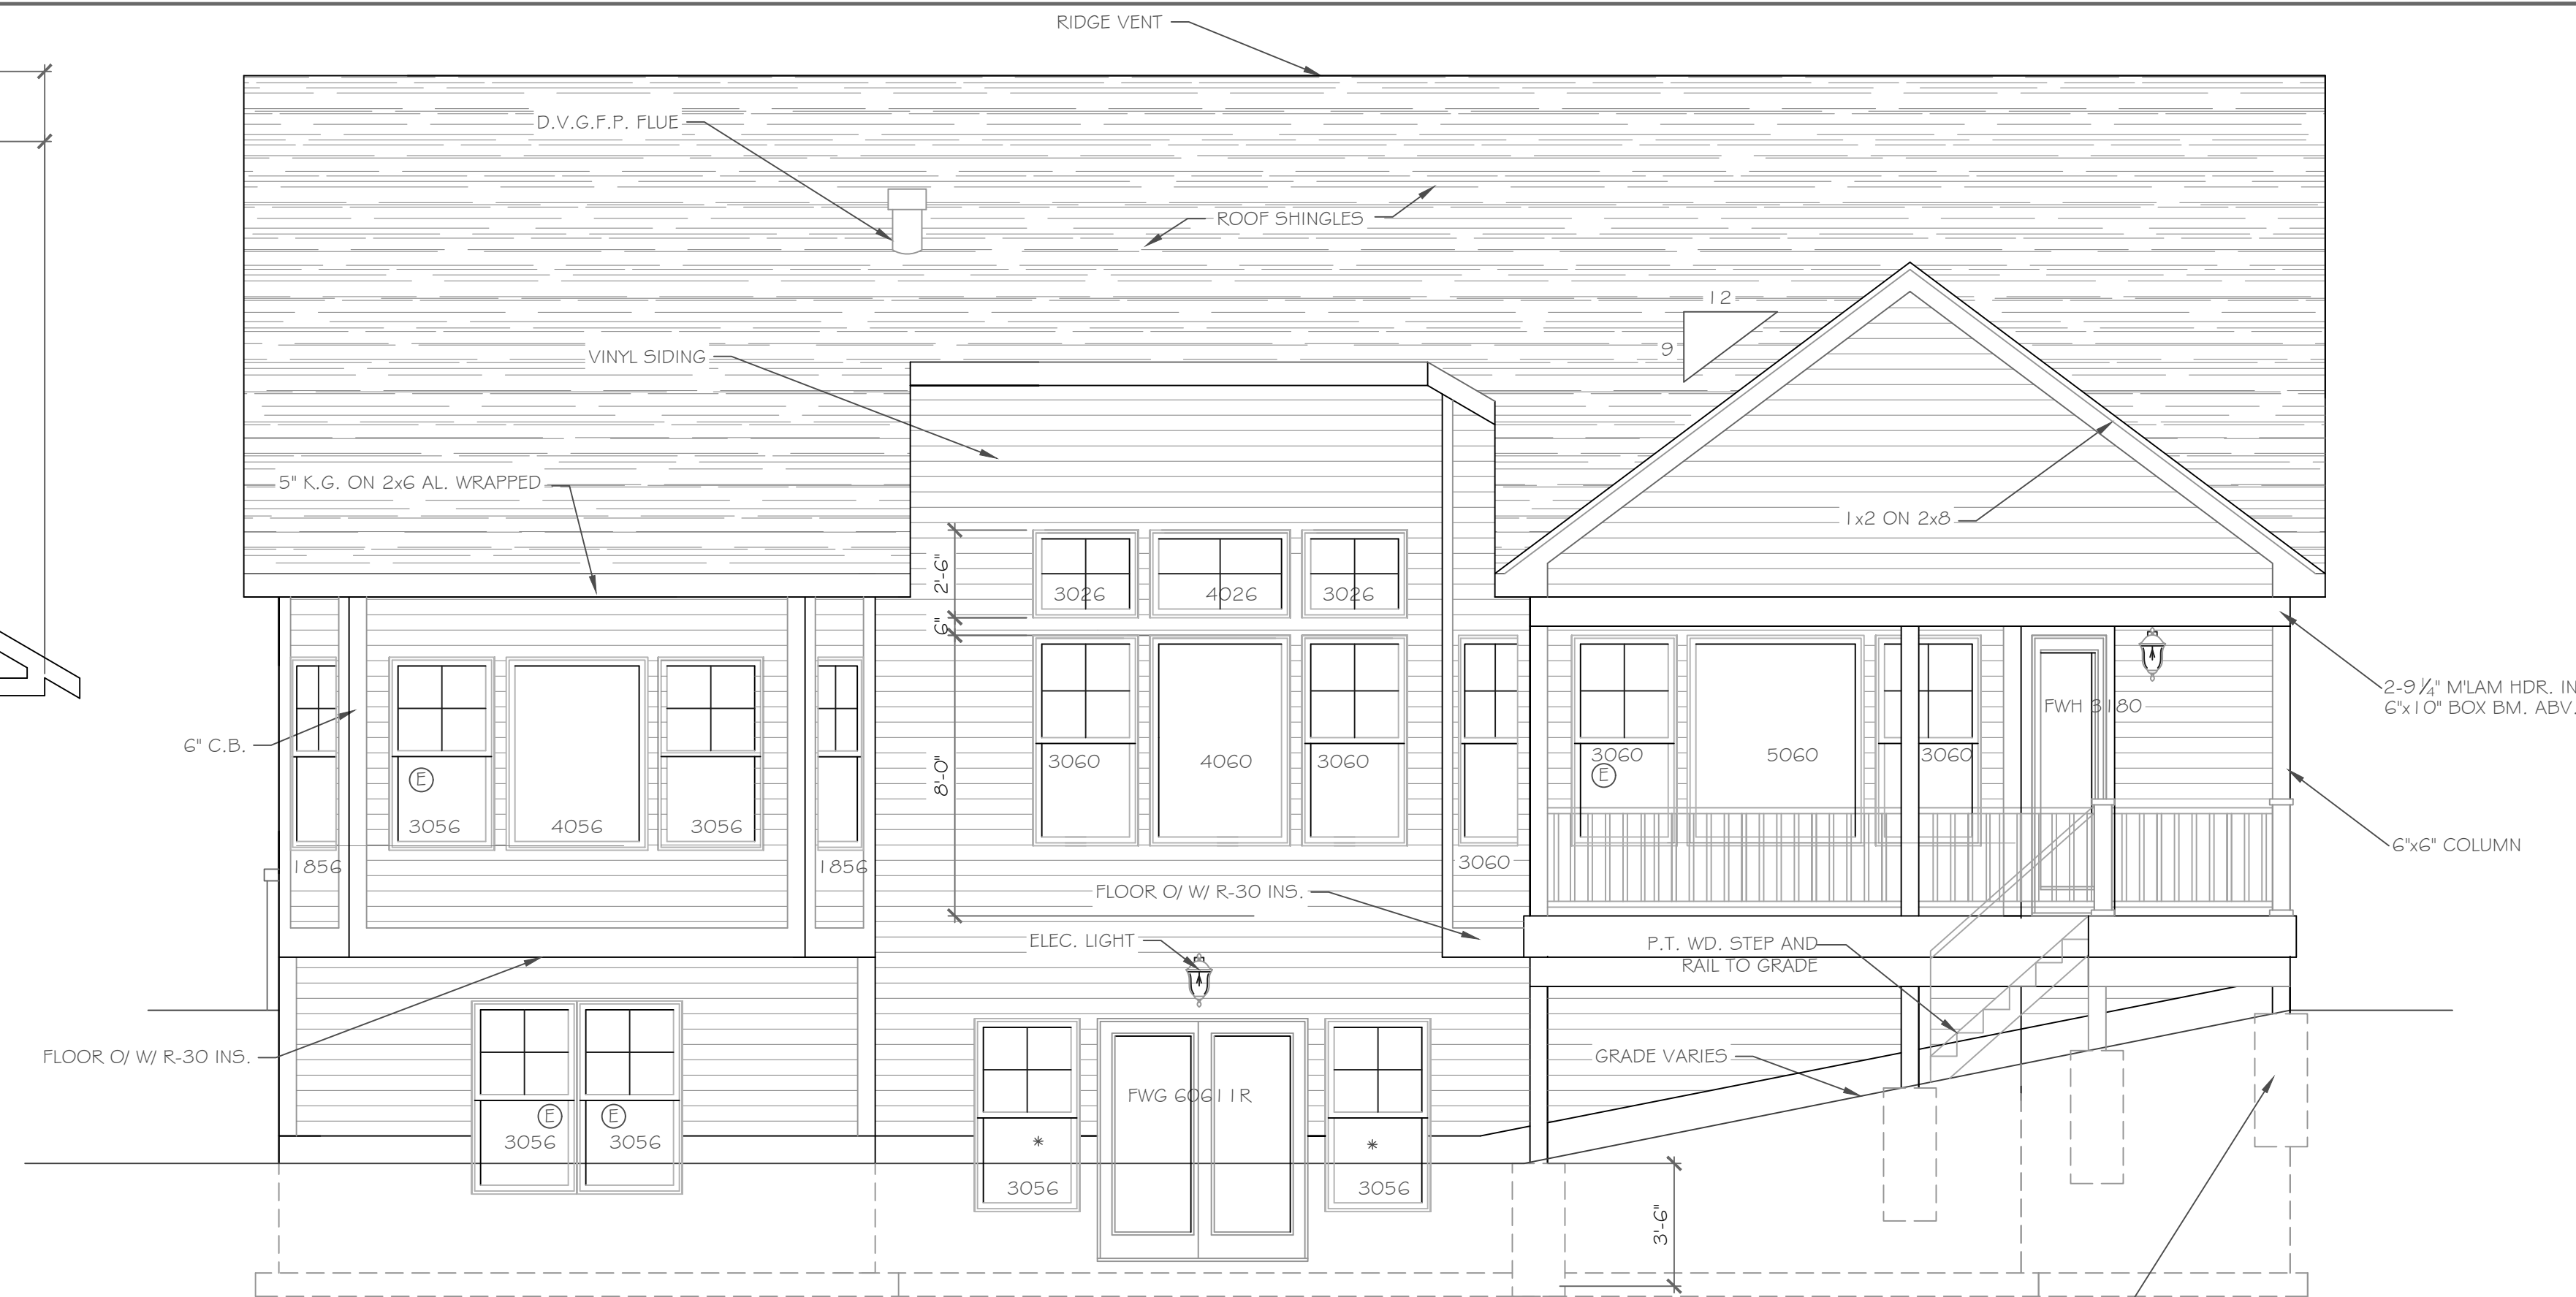 RIDGE VENT
D.V.G.F.P. FLUE
ROOF SHINGLES
12
9
VINYL SIDING
5" K.G. ON 2x6 AL. WRAPPED
1x2 ON 2x8
2'-6"
3026
4026
3026
6"
2-9 1/4" M'LAM HDR. IN
6"x10" BOX BM. ABV.
FWH 3180
6" C.B.
8'-0"
3060
4060
3060
3060
E
5060
3060
E
3056
4056
3056
6"x6" COLUMN
1856
1856
3060
FLOOR O/ W/ R-30 INS.
ELEC. LIGHT
P.T. WD. STEP AND
RAIL TO GRADE
FLOOR O/ W/ R-30 INS.
GRADE VARIES
FWG 60611R
E
E
3056
3056
*
*
3056
3056
3'-6"